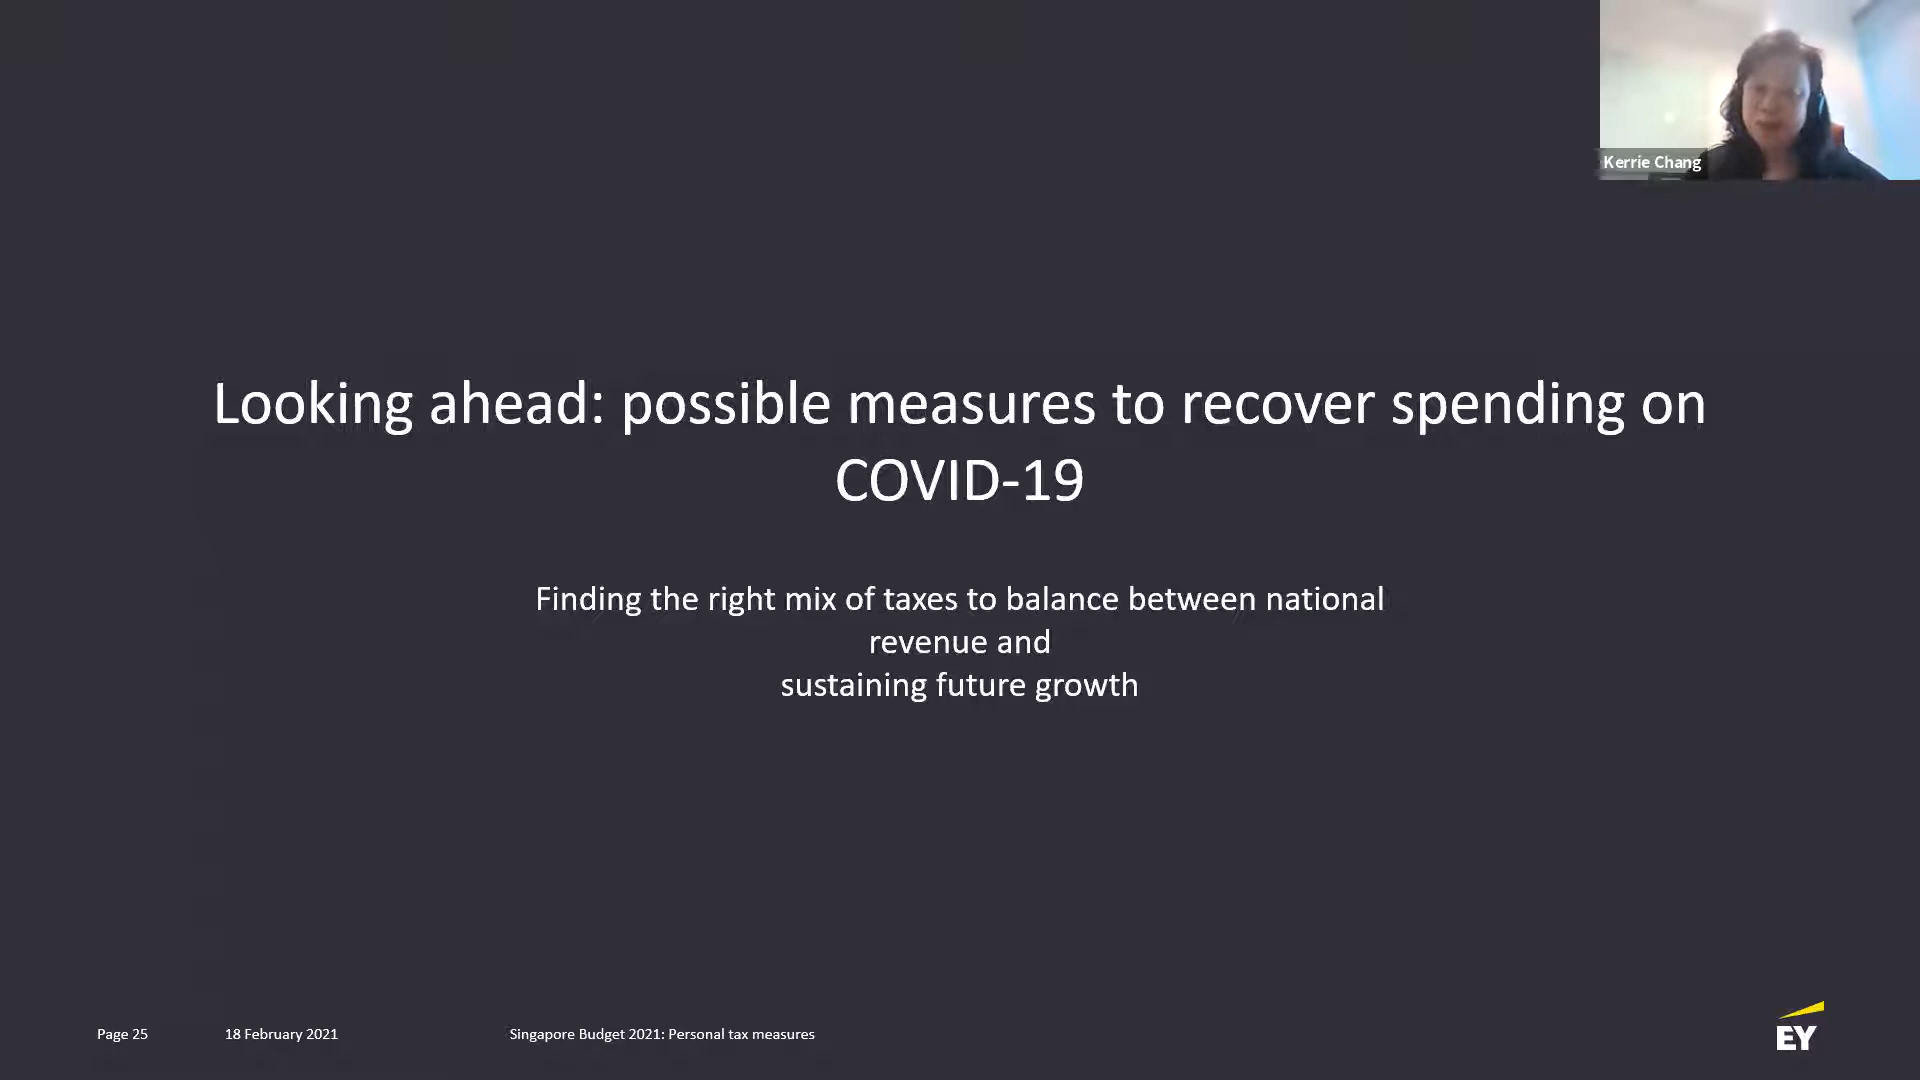 Kerrie Chang
Looking ahead: possible measures to recover spending on
COVID-19
Finding the right mix of taxes to balance between national
revenue and
sustaining future growth
Page 25
18 February 2021
Singapore Budget 2021: Personal tax measures
EY